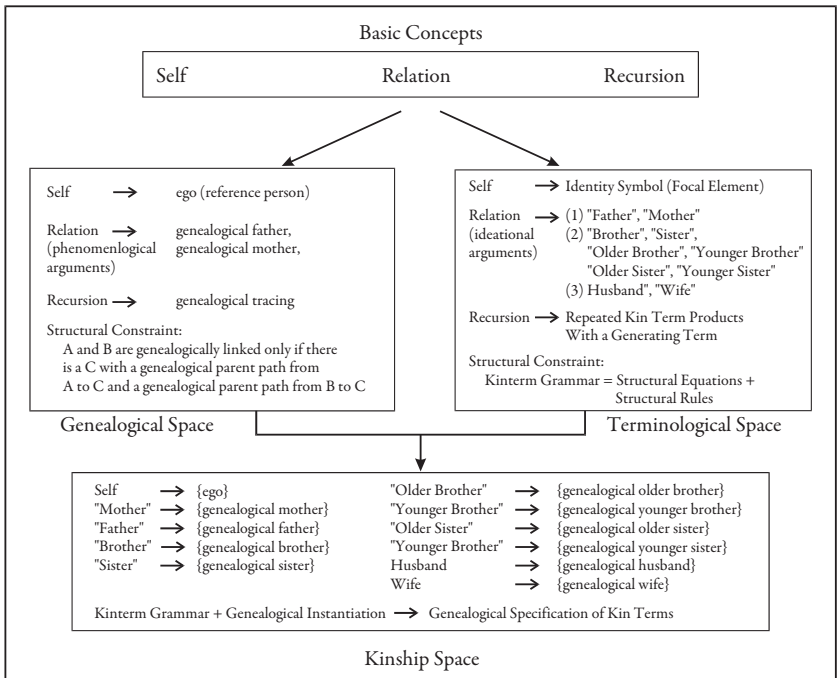 Basic Concepts
Self Relation Recursion
Self → ego (reference person)
Relation → genealogical father,
(phenomenlogical genealogical mother,
arguments)
Recursion → genealogical tracing
Structural Constraint:
A and B are genealogically linked only if there
is a C with a genealogical parent path from
A to C and a genealogical parent path from B to C
Genealogical Space
Self → Identity Symbol (Focal Element)
Relation → (1) "Father", "Mother"
(ideational (2) "Brother", "Sister",
arguments) "Older Brother", "Younger Brother"
"Older Sister", "Younger Sister"
(3) Husband", "Wife"
Recursion → Repeated Kin Term Products
With a Generating Term
Structural Constraint:
Kinterm Grammar = Structural Equations +
Structural Rules
Terminological Space
Self → {ego}
"Mother" → {genealogical mother}
"Father" → {genealogical father}
"Brother" → {genealogical brother}
"Sister" → {genealogical sister}
"Older Brother" → {genealogical older brother}
"Younger Brother" → {genealogical younger brother}
"Older Sister" → {genealogical older sister}
"Younger Brother" → {genealogical younger sister}
Husband → {genealogical husband}
Wife → {genealogical wife}
Kinterm Grammar + Genealogical Instantiation → Genealogical Specification of Kin Terms
Kinship Space